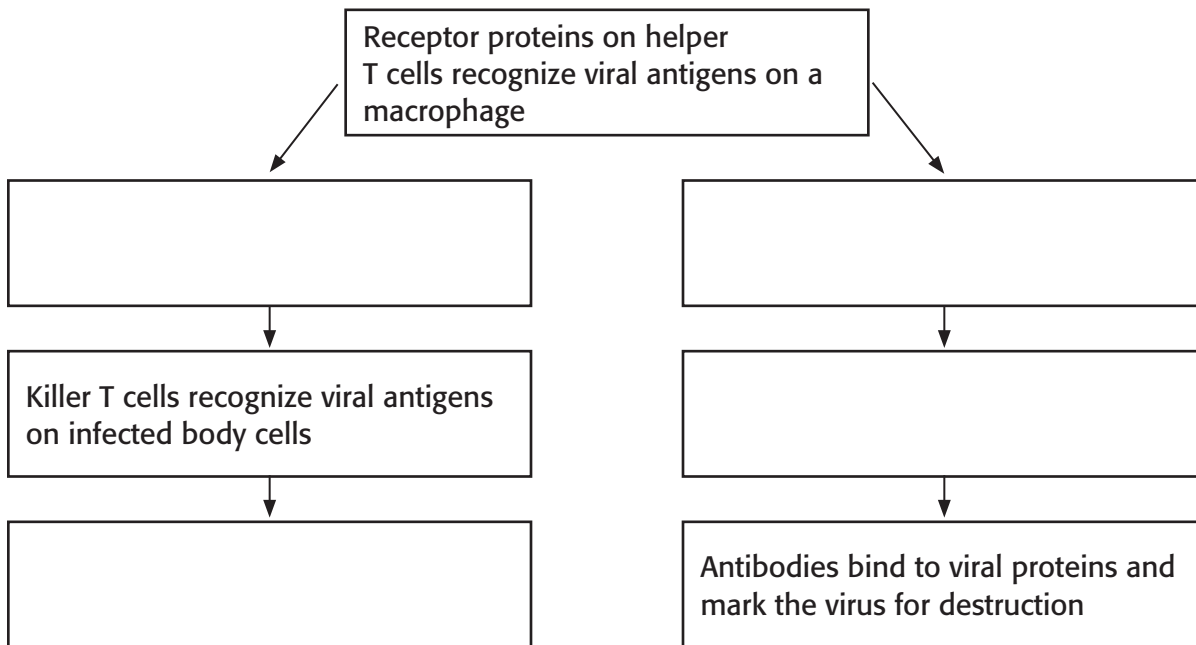 Receptor proteins on helper
T cells recognize viral antigens on a
macrophage
Killer T cells recognize viral antigens
on infected body cells
Antibodies bind to viral proteins and
mark the virus for destruction